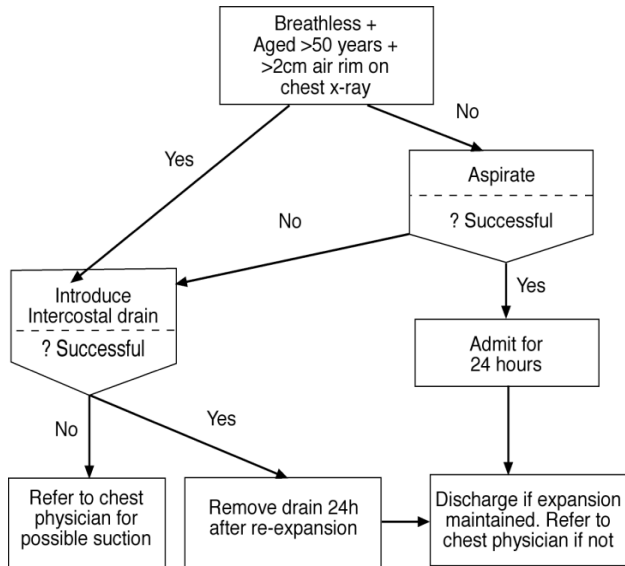 Breathless +
Aged >50 years +
>2cm air rim on
chest x-ray
No
Yes
Aspirate
? Successful
No
Yes
Introduce
Intercostal drain
? Successful
Admit for
24 hours
No
Yes
Refer to chest
physician for
possible suction
Remove drain 24h
after re-expansion
Discharge if expansion
maintained. Refer to
chest physician if not